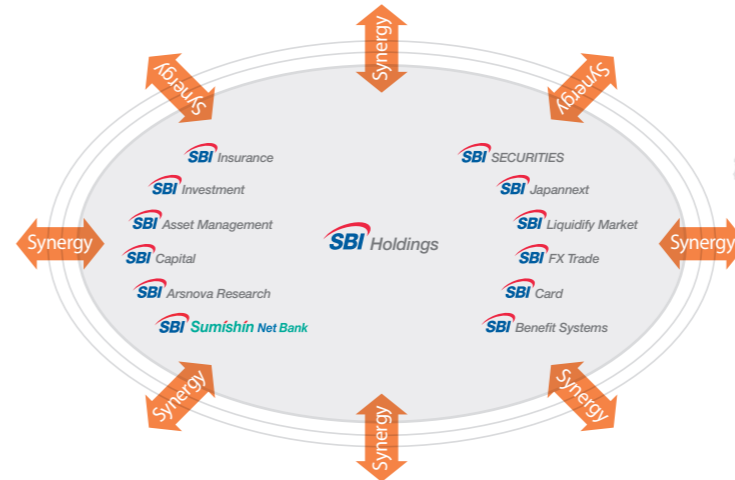 Synergy
Synergy
Synergy
SBI Insurance
SBI SECURITIES
SBI Investment
SBI Japannext
SBI Asset Management
SBI Liquidify Market
Synergy
SBI Holdings
Synergy
SBI Capital
SBI FX Trade
SBI Arsnova Research
SBI Card
SBI Sumishin Net Bank
SBI Benefit Systems
Synergy
Synergy
Synergy